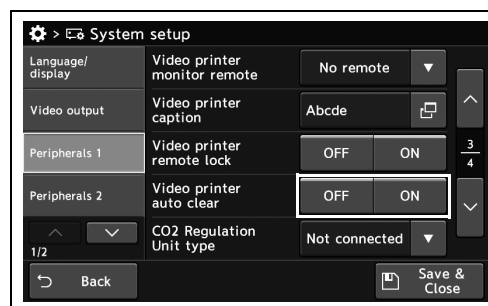 > System setup
Language/
display
Video output
Peripherals 1
Peripherals 2
1/2
Video printer
monitor remote
No remote ▼
Video printer
caption
Abcde
Video printer
remote lock
OFF ON
Video printer
auto clear
OFF ON
CO2 Regulation
Unit type
Not connected ▼
3
4
Back
Save &
Close